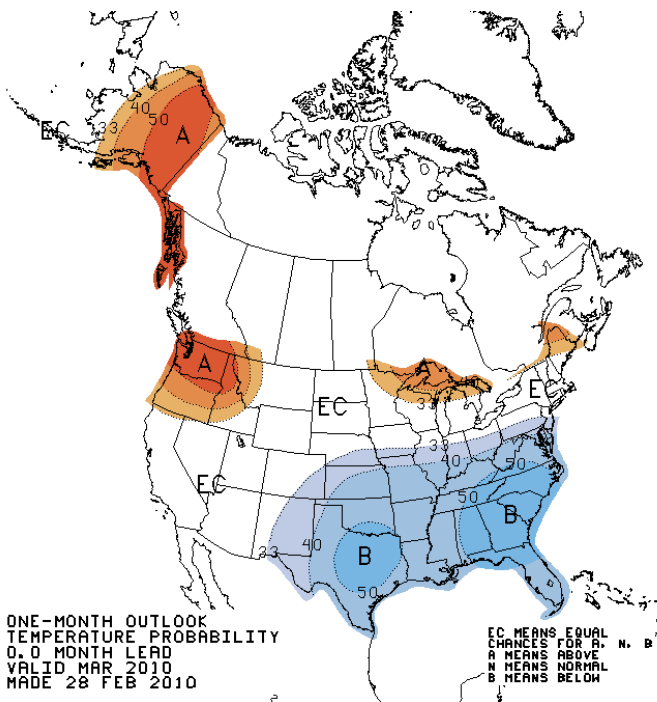 40
50
33
EC
A
A
A
EC
EC
33
33
40
50
50
EC
B
33
40
B
50
ONE-MONTH OUTLOOK
TEMPERATURE PROBABILITY
0.0 MONTH LEAD
VALID MAR 2010
MADE 28 FEB 2010
EC MEANS EQUAL
CHANCES FOR A, N, B
A MEANS ABOVE
N MEANS NORMAL
B MEANS BELOW